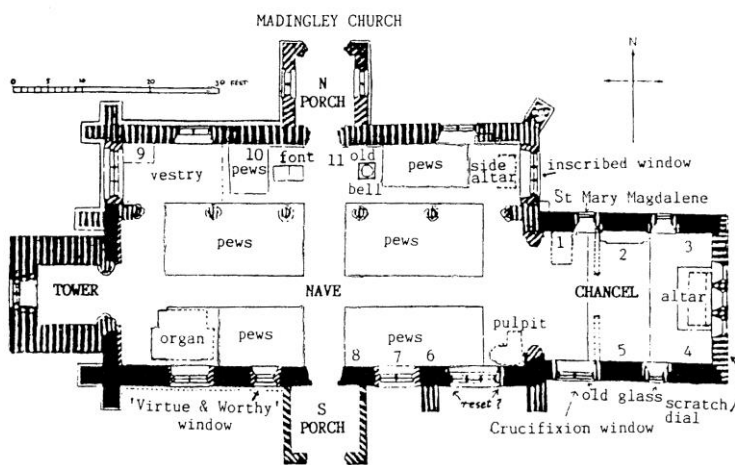 MADINGLEY CHURCH
0 5 10 20 30 FEET
N
N
PORCH
9
vestry
10
pews
font
11
old
bell
pews
side
altar
inscribed window
St Mary Magdalene
1
2
3
pews
pews
TOWER
NAVE
CHANCEL
altar
organ
pews
pews
pulpit
8
7
6
5
4
'Virtue & Worthy'
window
S
PORCH
reset?
old glass
Crucifixion window
scratch/
dial